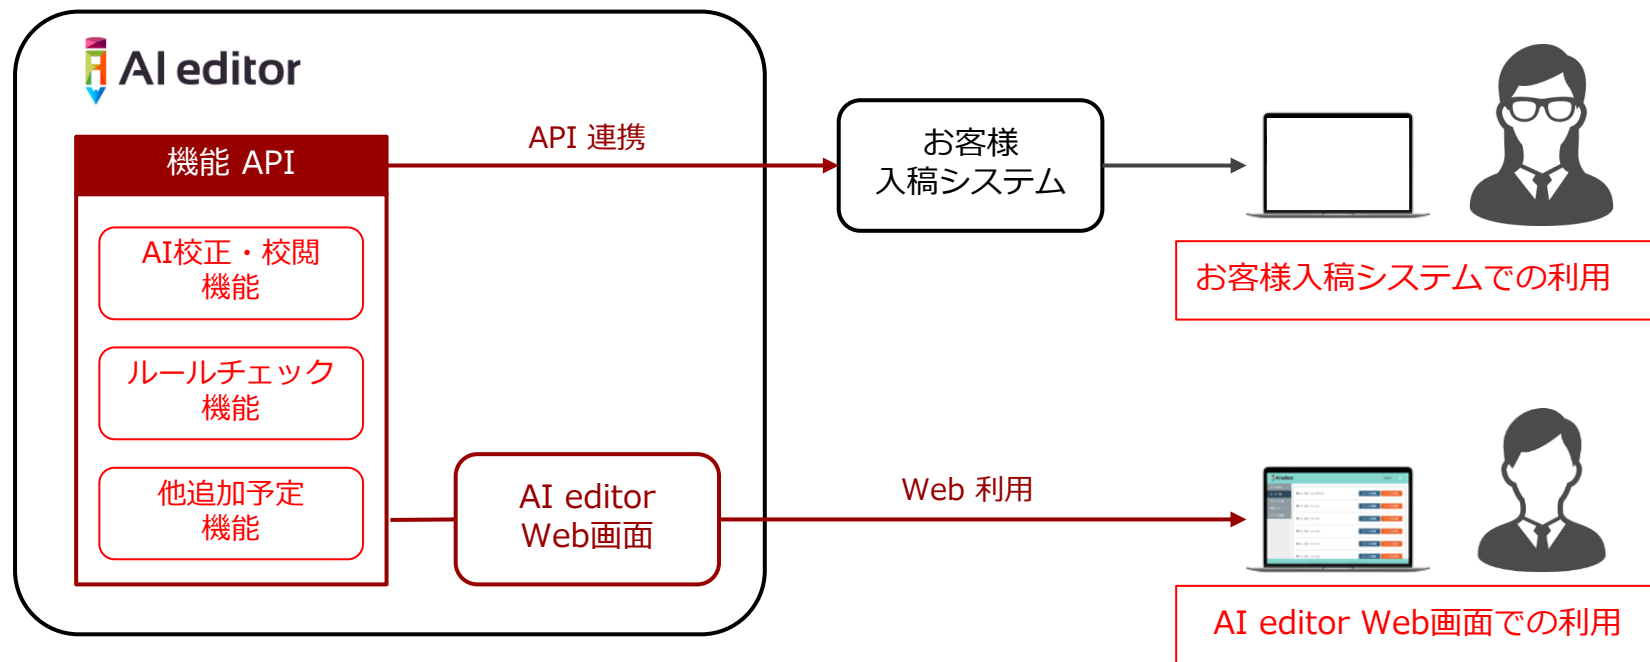 AI editor
機能 API
AI校正・校閲
機能
ルールチェック
機能
他追加予定
機能
API 連携
お客様
入稿システム
お客様入稿システムでの利用
AI editor
Web画面
Web 利用
AI editor Web画面での利用